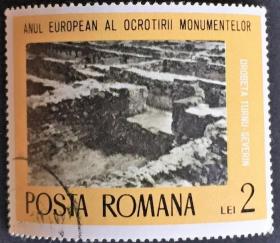 ANUL EUROPEAN AL OCROTIRII MONUMENTELOR
DROBETA TURNU SEVERIN
POSTA ROMANA
LEI 2